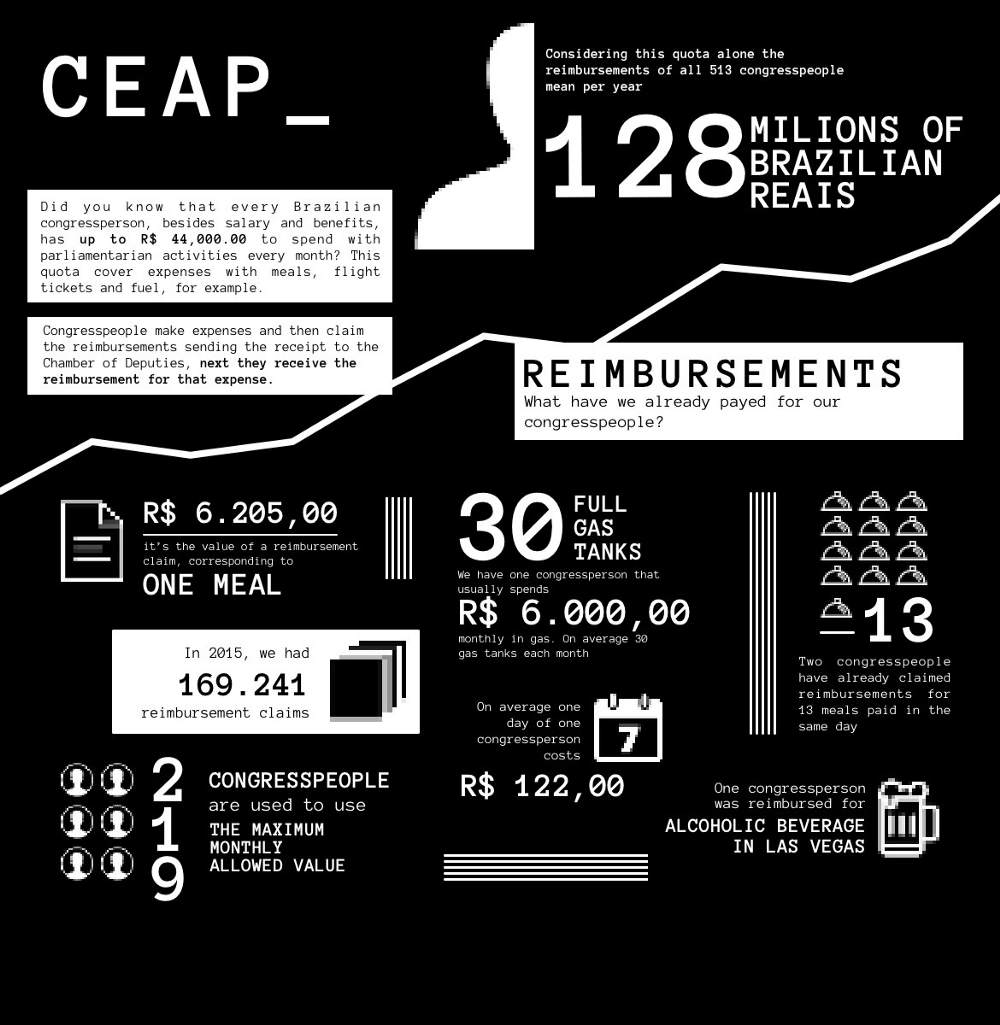 CEAP_
Considering this quota alone the
reimbursements of all 513 congresspeople
mean per year
128 MILIONS OF
BRAZILIAN
REAIS
Did you know that every Brazilian
congressperson, besides salary and benefits,
has up to R$ 44,000.00 to spend with
parliamentarian activities every month? This
quota cover expenses with meals, flight
tickets and fuel, for example.
Congresspeople make expenses and then claim
the reimbursements sending the receipt to the
Chamber of Deputies, next they receive the
reimbursement for that expense.
REIMBURSEMENTS
What have we already payed for our
congresspeople?
R$ 6.205,00
it's the value of a reimbursement
claim, corresponding to
ONE MEAL
In 2015, we had
169.241
reimbursement claims
219
CONGRESSPEOPLE
are used to use
THE MAXIMUM
MONTHLY
ALLOWED VALUE
30 FULL
GAS
TANKS
We have one congressperson that
usually spends
R$ 6.000,00
monthly in gas. On average 30
gas tanks each month
On average one
day of one
congressperson
costs
7
R$ 122,00
13
Two congresspeople
have already claimed
reimbursements for
13 meals paid in the
same day
One congressperson
was reimbursed for
ALCOHOLIC BEVERAGE
IN LAS VEGAS